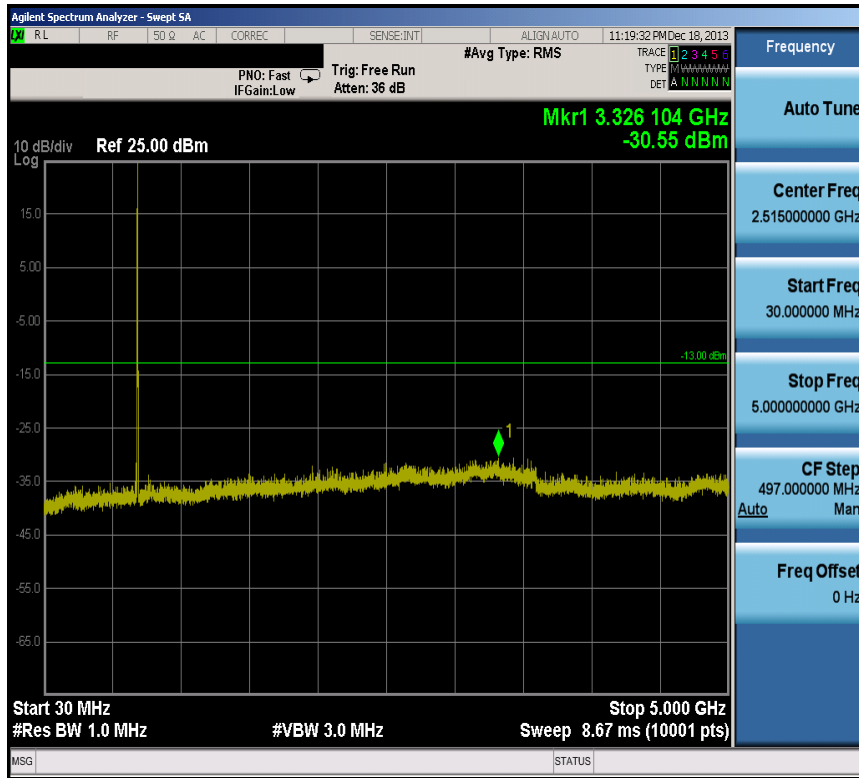 Agilent Spectrum Analyzer - Swept SA
LXI RL RF 50 Ω AC CORREC SENSE:INT ALIGN AUTO 11:19:32 PM Dec 18, 2013
PNO: Fast
IFGain:Low
Trig: Free Run
Atten: 36 dB
#Avg Type: RMS
TRACE 1 2 3 4 5 6
TYPE M W W W W W
DET A N N N N N
Mkr1 3.326 104 GHz
-30.55 dBm
10 dB/div
Log
Ref 25.00 dBm
15.0
5.00
-5.00
-15.0
-25.0
-35.0
-45.0
-55.0
-65.0
-13.00 dBm
1
Start 30 MHz
Stop 5.000 GHz
#Res BW 1.0 MHz
#VBW 3.0 MHz
Sweep 8.67 ms (10001 pts)
MSG
STATUS
Frequency
Auto Tune
Center Freq
2.515000000 GHz
Start Freq
30.000000 MHz
Stop Freq
5.000000000 GHz
CF Step
497.000000 MHz
Auto Man
Freq Offset
0 Hz